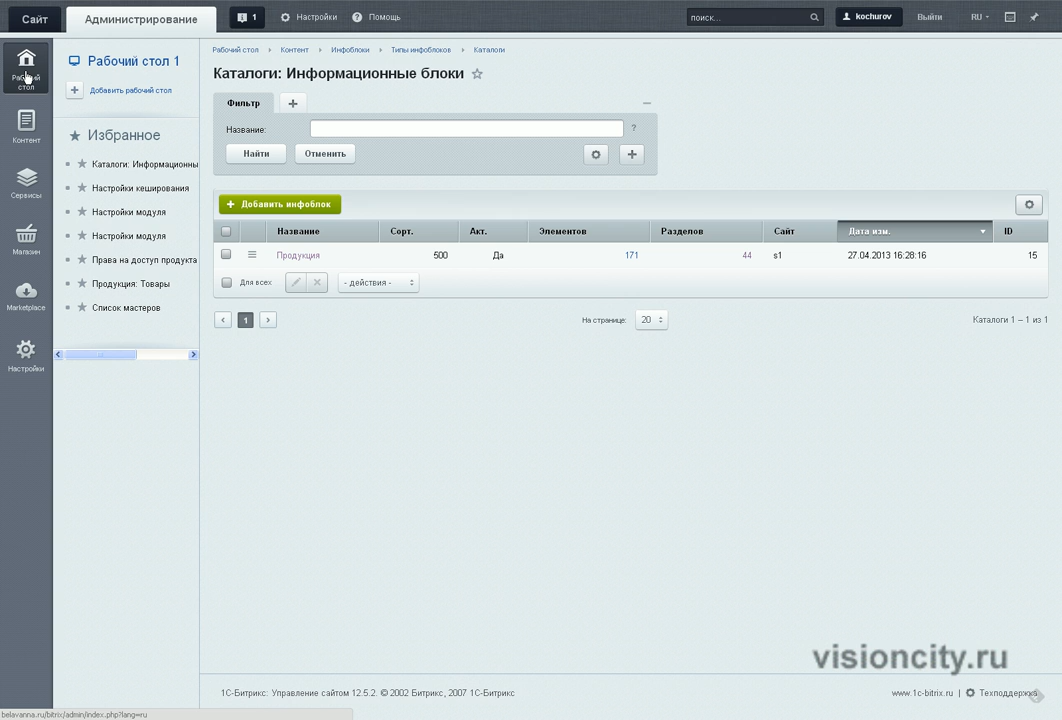 Сайт
Администрирование
1
Настройки
Помощь
поиск...
kochurov
Выйти
RU
Рабочий стол
Контент
Сервисы
Магазин
Marketplace
Настройки
Рабочий стол 1
Добавить рабочий стол
Избранное
Каталоги: Информационны
Настройки кеширования
Настройки модуля
Настройки модуля
Права на доступ продукта
Продукция: Товары
Список мастеров
Рабочий стол Контент Инфоблоки Типы инфоблоков Каталоги
Каталоги: Информационные блоки
Фильтр +
Название: ?
Найти Отменить +
+ Добавить инфоблок
Название Сорт. Акт. Элементов Разделов Сайт Дата изм. ID
Продукция 500 Да 171 44 s1 27.04.2013 16:28:16 15
Для всех - действия -
1 На странице: 20 Каталоги 1 – 1 из 1
visioncity.ru
1С-Битрикс: Управление сайтом 12.5.2. © 2002 Битрикс, 2007 1С-Битрикс
www.1c-bitrix.ru | Техподдержка
belavanna.ru/bitrix/admin/index.php?lang=ru